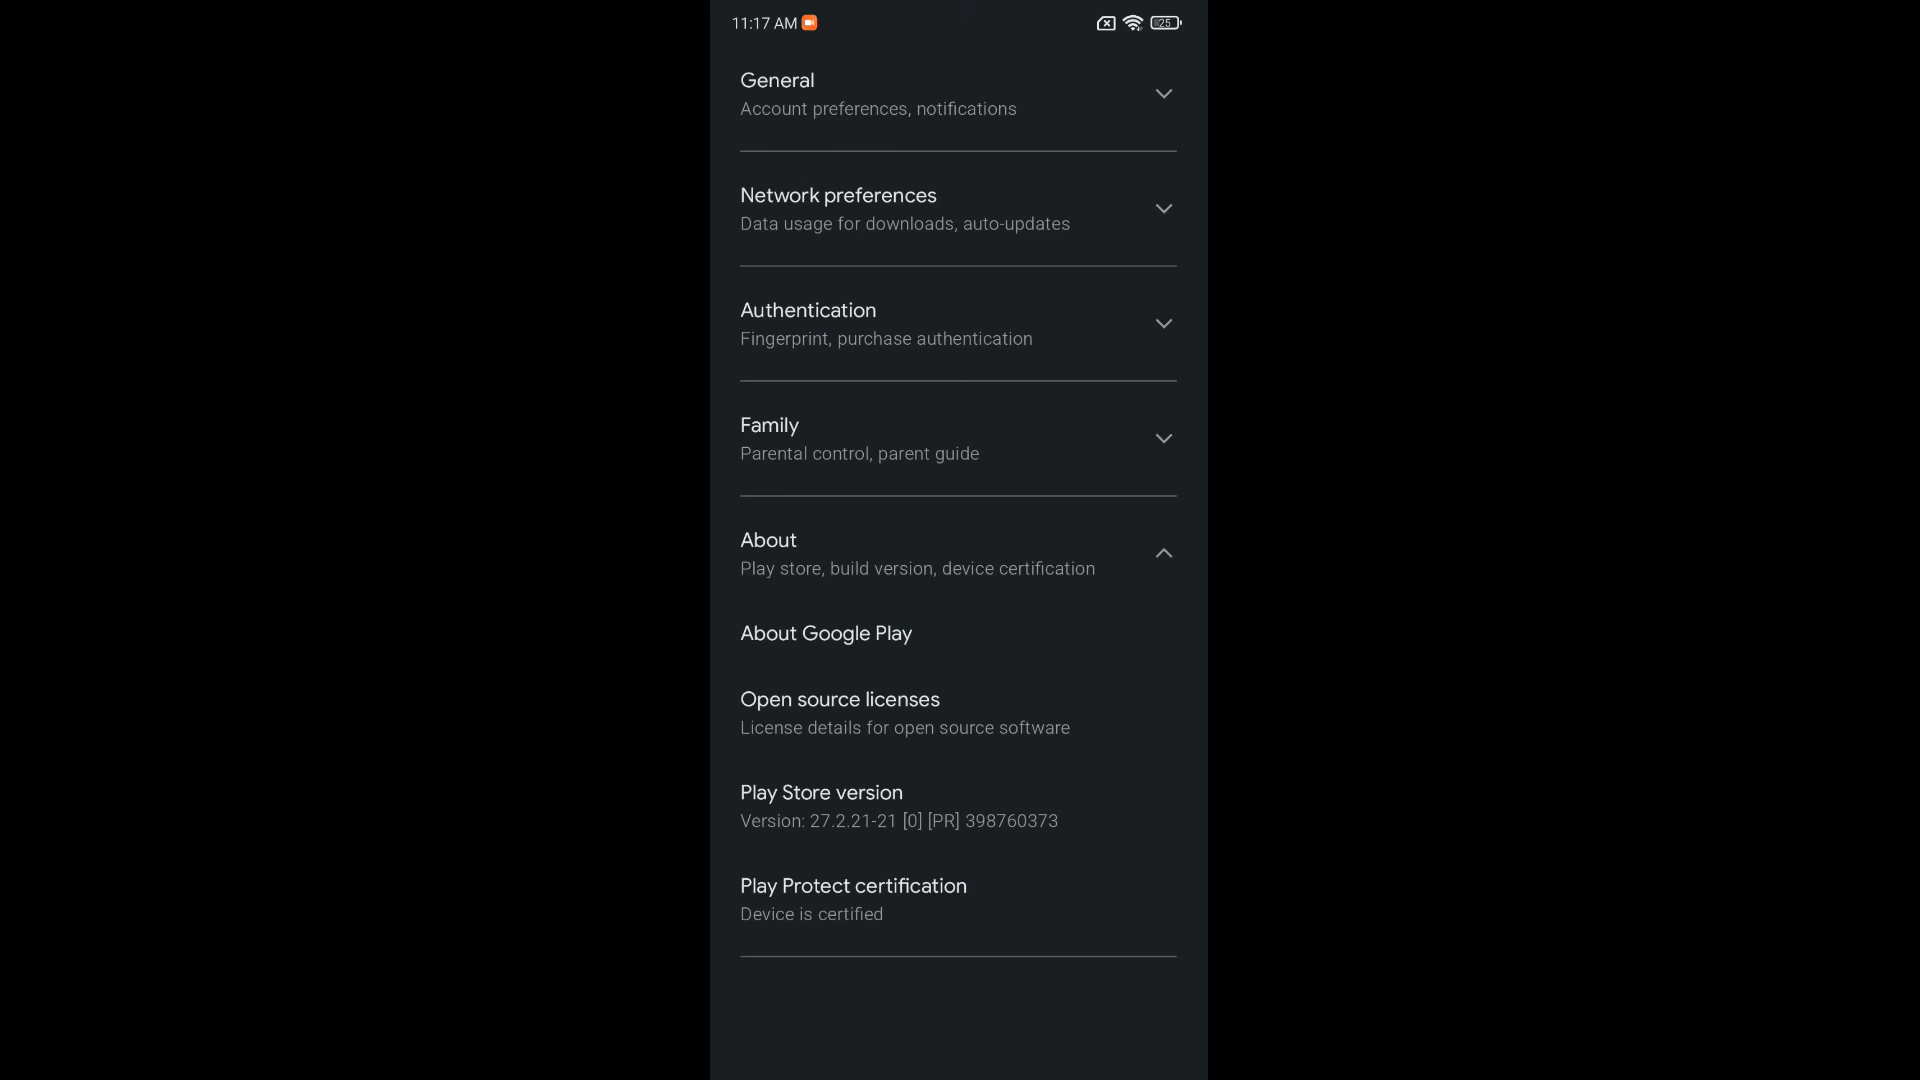 11:17 AM
25
General
Account preferences, notifications
Network preferences
Data usage for downloads, auto-updates
Authentication
Fingerprint, purchase authentication
Family
Parental control, parent guide
About
Play store, build version, device certification
About Google Play
Open source licenses
License details for open source software
Play Store version
Version: 27.2.21-21 [0] [PR] 398760373
Play Protect certification
Device is certified